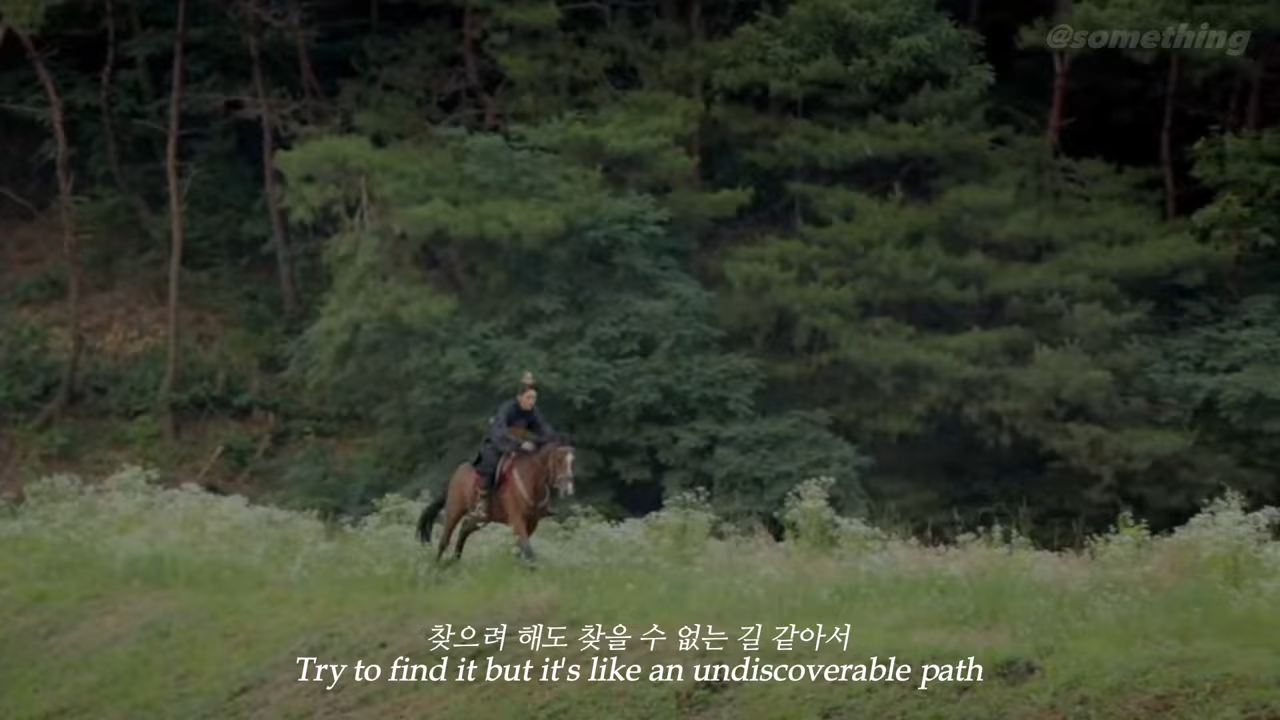 @something
찾으려 해도 찾을 수 없는 길 같아서
Try to find it but it's like an undiscoverable path